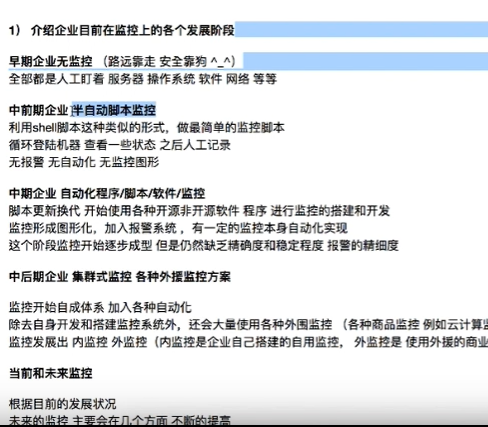 1） 介绍企业目前在监控上的各个发展阶段
早期企业无监控 （路远靠走 安全靠狗 ^_^）
全部都是人工盯着 服务器 操作系统 软件 网络 等等
中前期企业 半自动脚本监控
利用shell脚本这种类似的形式，做最简单的监控脚本
循环登陆机器 查看一些状态 之后人工记录
无报警 无自动化 无监控图形
中期企业 自动化程序/脚本/软件/监控
脚本更新换代 开始使用各种开源非开源软件 程序 进行监控的搭建和开发
监控形成图形化，加入报警系统 ，有一定的监控本身自动化实现
这个阶段监控开始逐步成型 但是仍然缺乏精确度和稳定程度 报警的精细度
中后期企业 集群式监控 各种外援监控方案
监控开始自成体系 加入各种自动化
除去自身开发和搭建监控系统外，还会大量使用各种外围监控 （各种商品监控 例如云计算监
监控发展出 内监控 外监控（内监控是企业自己搭建的自用监控， 外监控是 使用外援的商业
当前和未来监控
根据目前的发展状况
未来的监控 主要会在几个方面 不断的提高